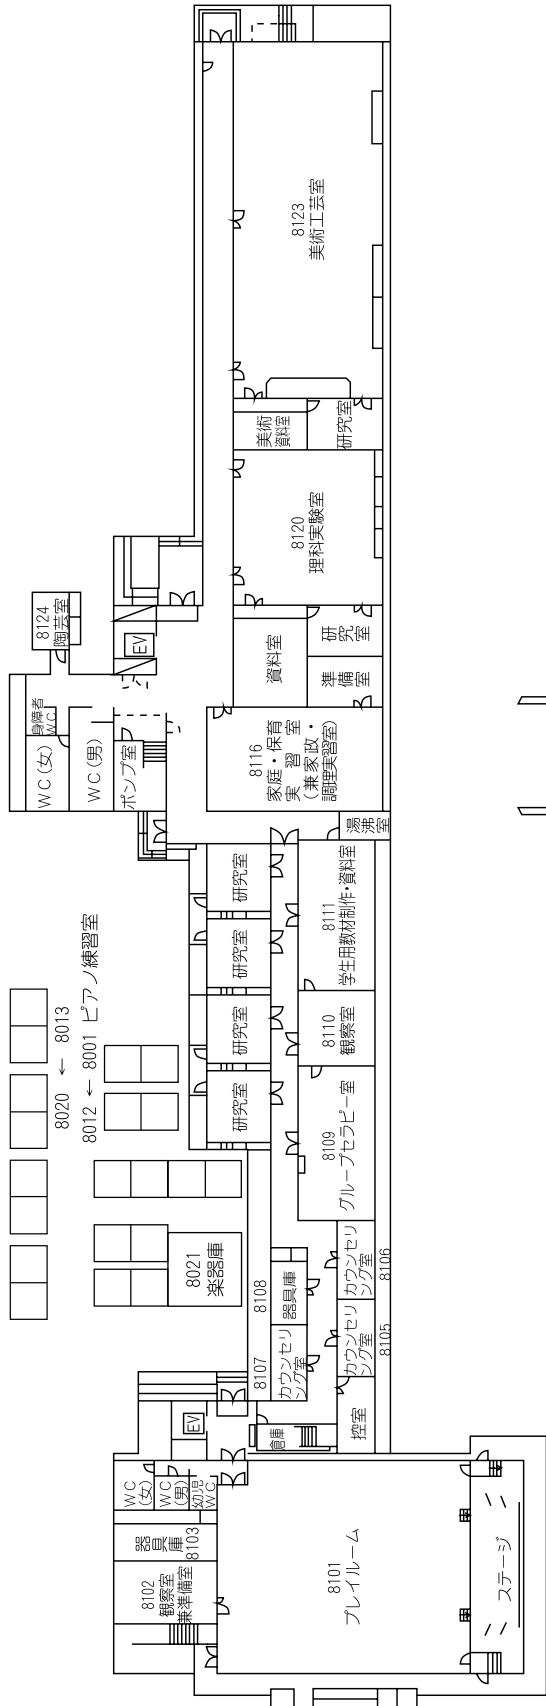 8123
美術工芸室
美術
資料室
研究室
8120
理科実験室
8124
陶芸室
EV
資料室
研究室
準備室
身障者
WC
WC(女)
WC(男)
ポンプ室
8116
家庭・保育
実習室
(兼家政・
調理実習室)
湯沸室
研究室
研究室
研究室
研究室
8111
学生用教材制作・資料室
8110
観察室
8109
グループセラピー室
8020 ← 8013
8012 ← 8001 ピアノ練習室
8021
楽器庫
8108
器具庫
8107
カウンセリ
ング室
カウンセリ
ング室
8106
カウンセリ
ング室
8105
控室
倉庫
EV
WC
(女)
WC
(男)
幼児
WC
器具庫
8103
8102
観察室
兼準備室
8101
プレイルーム
ステージ